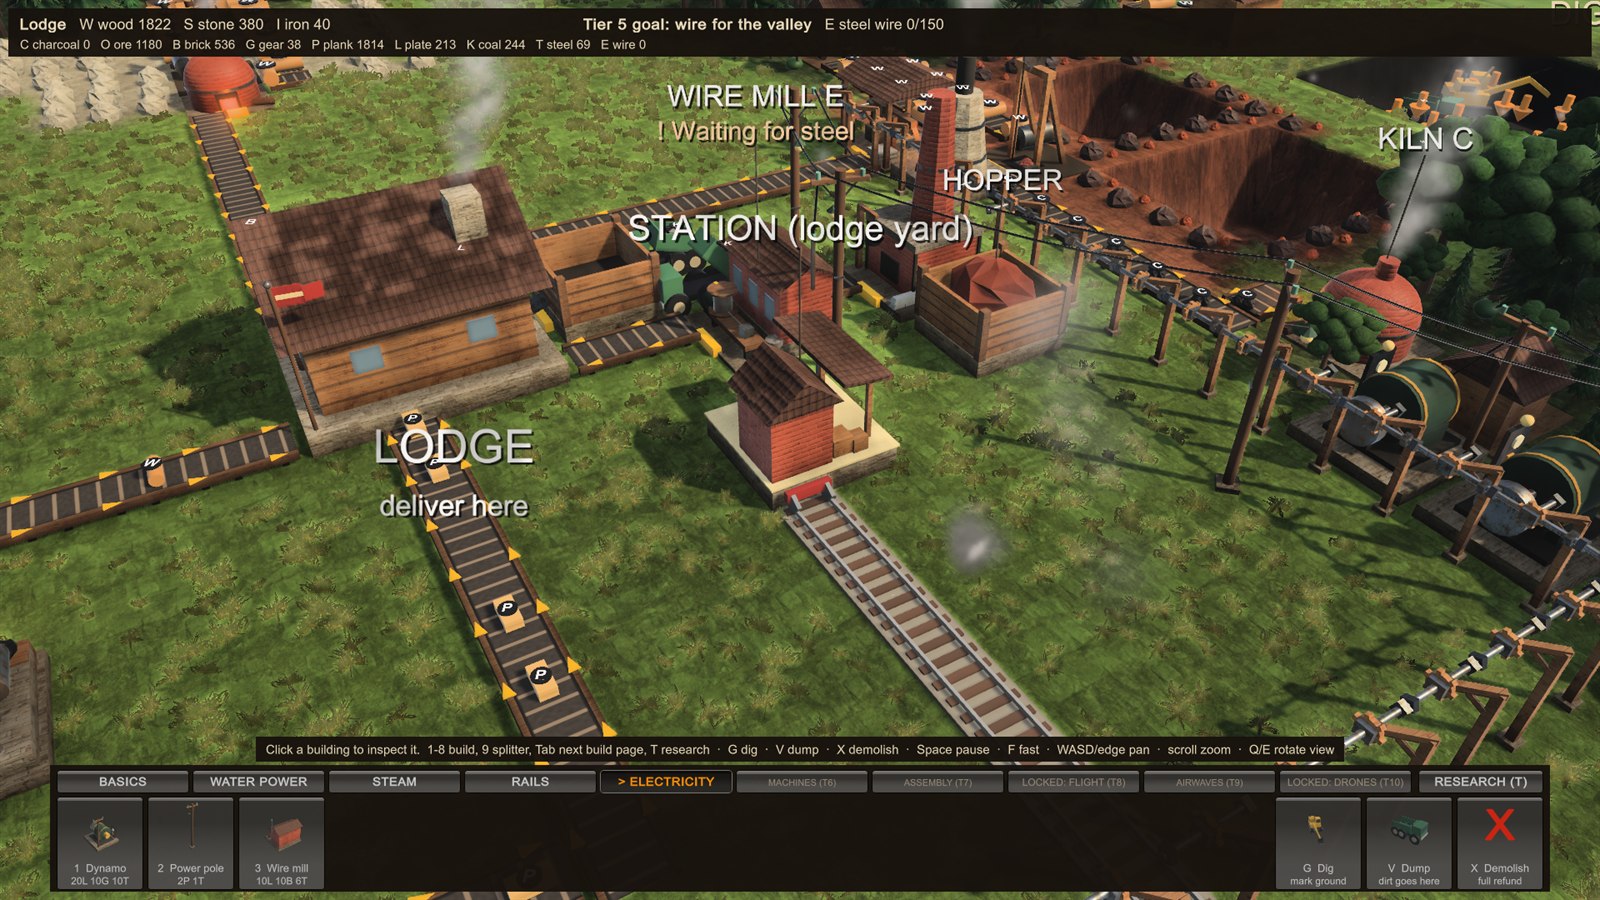 Lodge W wood 1822 S stone 380 I iron 40
Tier 5 goal: wire for the valley E steel wire 0/150
C charcoal 0 O ore 1180 B brick 536 G gear 38 P plank 1814 L plate 213 K coal 244 T steel 69 E wire 0
WIRE MILL E
! Waiting for steel
KILN C
HOPPER
STATION (lodge yard)
LODGE
deliver here
Click a building to inspect it. 1-8 build, 9 splitter, Tab next build page, T research · G dig · V dump · X demolish · Space pause · F fast · WASD/edge pan · scroll zoom · Q/E rotate view
BASICS
WATER POWER
STEAM
RAILS
> ELECTRICITY
MACHINES (T6)
ASSEMBLY (T7)
LOCKED: FLIGHT (T8)
AIRWAYS (T9)
LOCKED: DRONES (T10)
RESEARCH (T)
1 Dynamo
20L 10G 10T
2 Power pole
2P 1T
3 Wire mill
10L 10B 6T
G Dig
mark ground
V Dump
dirt goes here
X Demolish
full refund